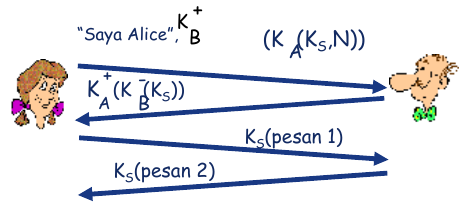 “Saya Alice”, K_B^+ (K_A(K_S,N))
K_A^+(K_B^-(K_S))
K_S(pesan 1)
K_S(pesan 2)